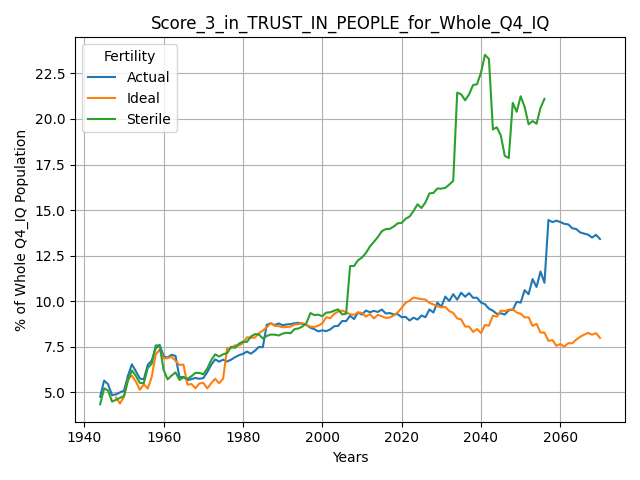 Score_3_in_TRUST_IN_PEOPLE_for_Whole_Q4_IQ
Fertility
Actual
Ideal
Sterile
% of Whole Q4_IQ Population
22.5
20.0
17.5
15.0
12.5
10.0
7.5
5.0
1940 1960 1980 2000 2020 2040 2060
Years